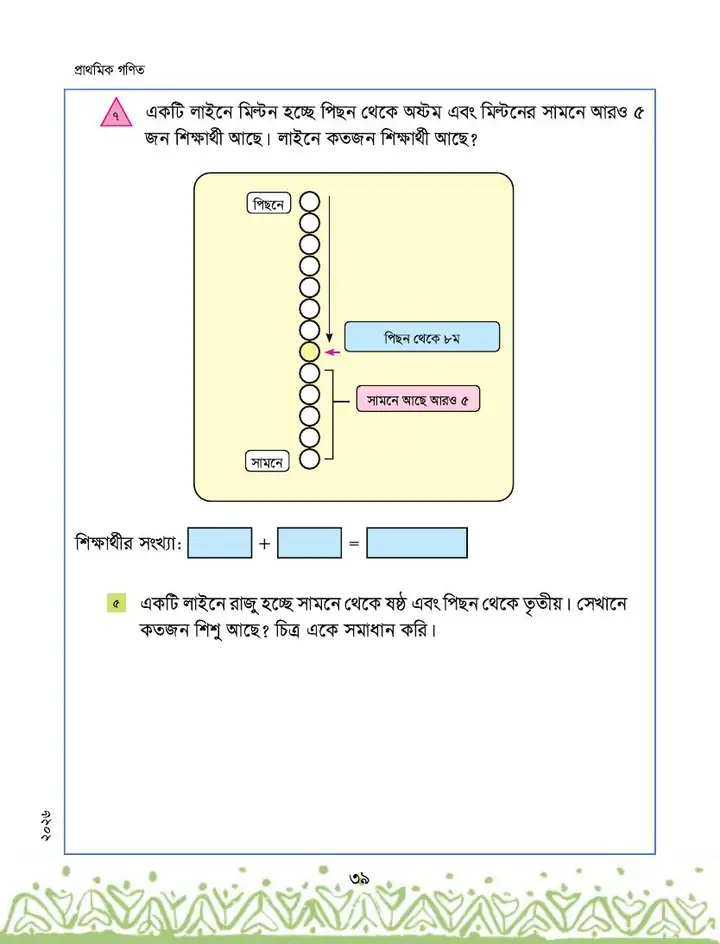 প্রাথমিক গণিত
৭ একটি লাইনে মিল্টন হচ্ছে পিছন থেকে অষ্টম এবং মিল্টনের সামনে আরও ৫
জন শিক্ষার্থী আছে। লাইনে কতজন শিক্ষার্থী আছে?
পিছনে
পিছন থেকে ৮ম
সামনে আছে আরও ৫
সামনে
শিক্ষার্থীর সংখ্যা: + =
৫ একটি লাইনে রাজু হচ্ছে সামনে থেকে ষষ্ঠ এবং পিছন থেকে তৃতীয়। সেখানে
কতজন শিশু আছে? চিত্র একে সমাধান করি।
২০২৬
৩৯